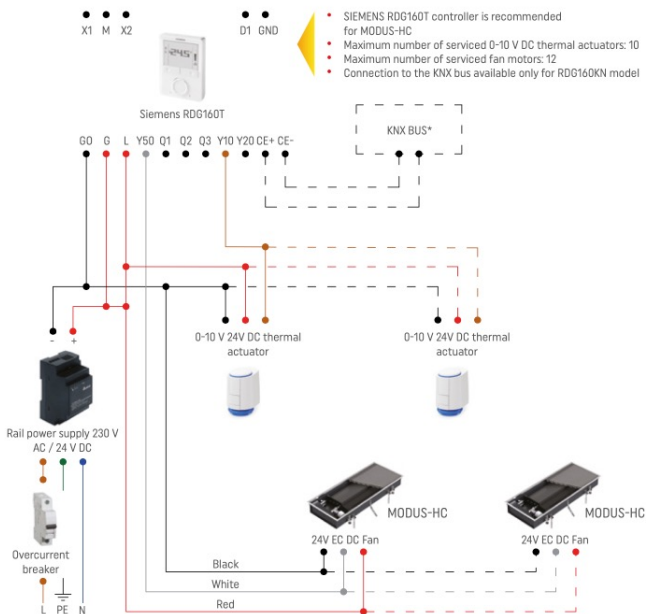 X1 M X2
D1 GND
• SIEMENS RDG160T controller is recommended
for MODUS-HC
• Maximum number of serviced 0-10 V DC thermal actuators: 10
• Maximum number of serviced fan motors: 12
• Connection to the KNX bus available only for RDG160KN model
Siemens RDG160T
KNX BUS*
G0 G L Y50 Q1 Q2 Q3 Y10 Y20 CE+ CE-
- +
0-10 V 24V DC thermal
actuator
0-10 V 24V DC thermal
actuator
Rail power supply 230 V
AC / 24 V DC
MODUS-HC
MODUS-HC
24V EC DC Fan
24V EC DC Fan
Overcurrent
breaker
Black
White
Red
L PE N